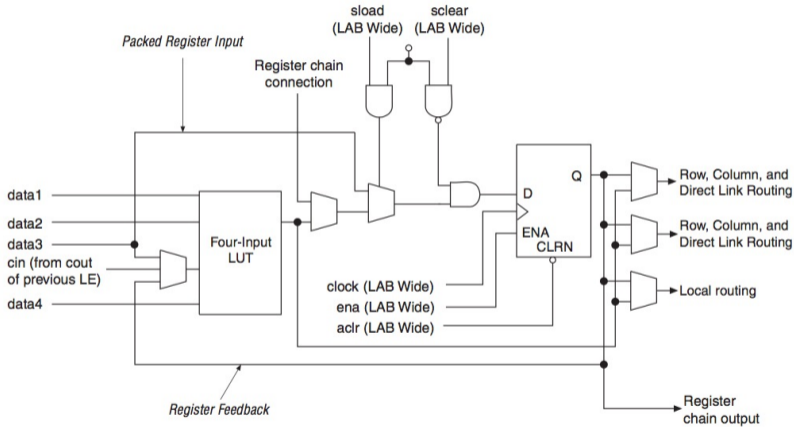 sload
(LAB Wide)
sclear
(LAB Wide)
Packed Register Input
Register chain
connection
data1
data2
data3
cin (from cout
of previous LE)
data4
Four-Input
LUT
D
Q
ENA
CLRN
clock (LAB Wide)
ena (LAB Wide)
aclr (LAB Wide)
Row, Column, and
Direct Link Routing
Row, Column, and
Direct Link Routing
Local routing
Register Feedback
Register
chain output